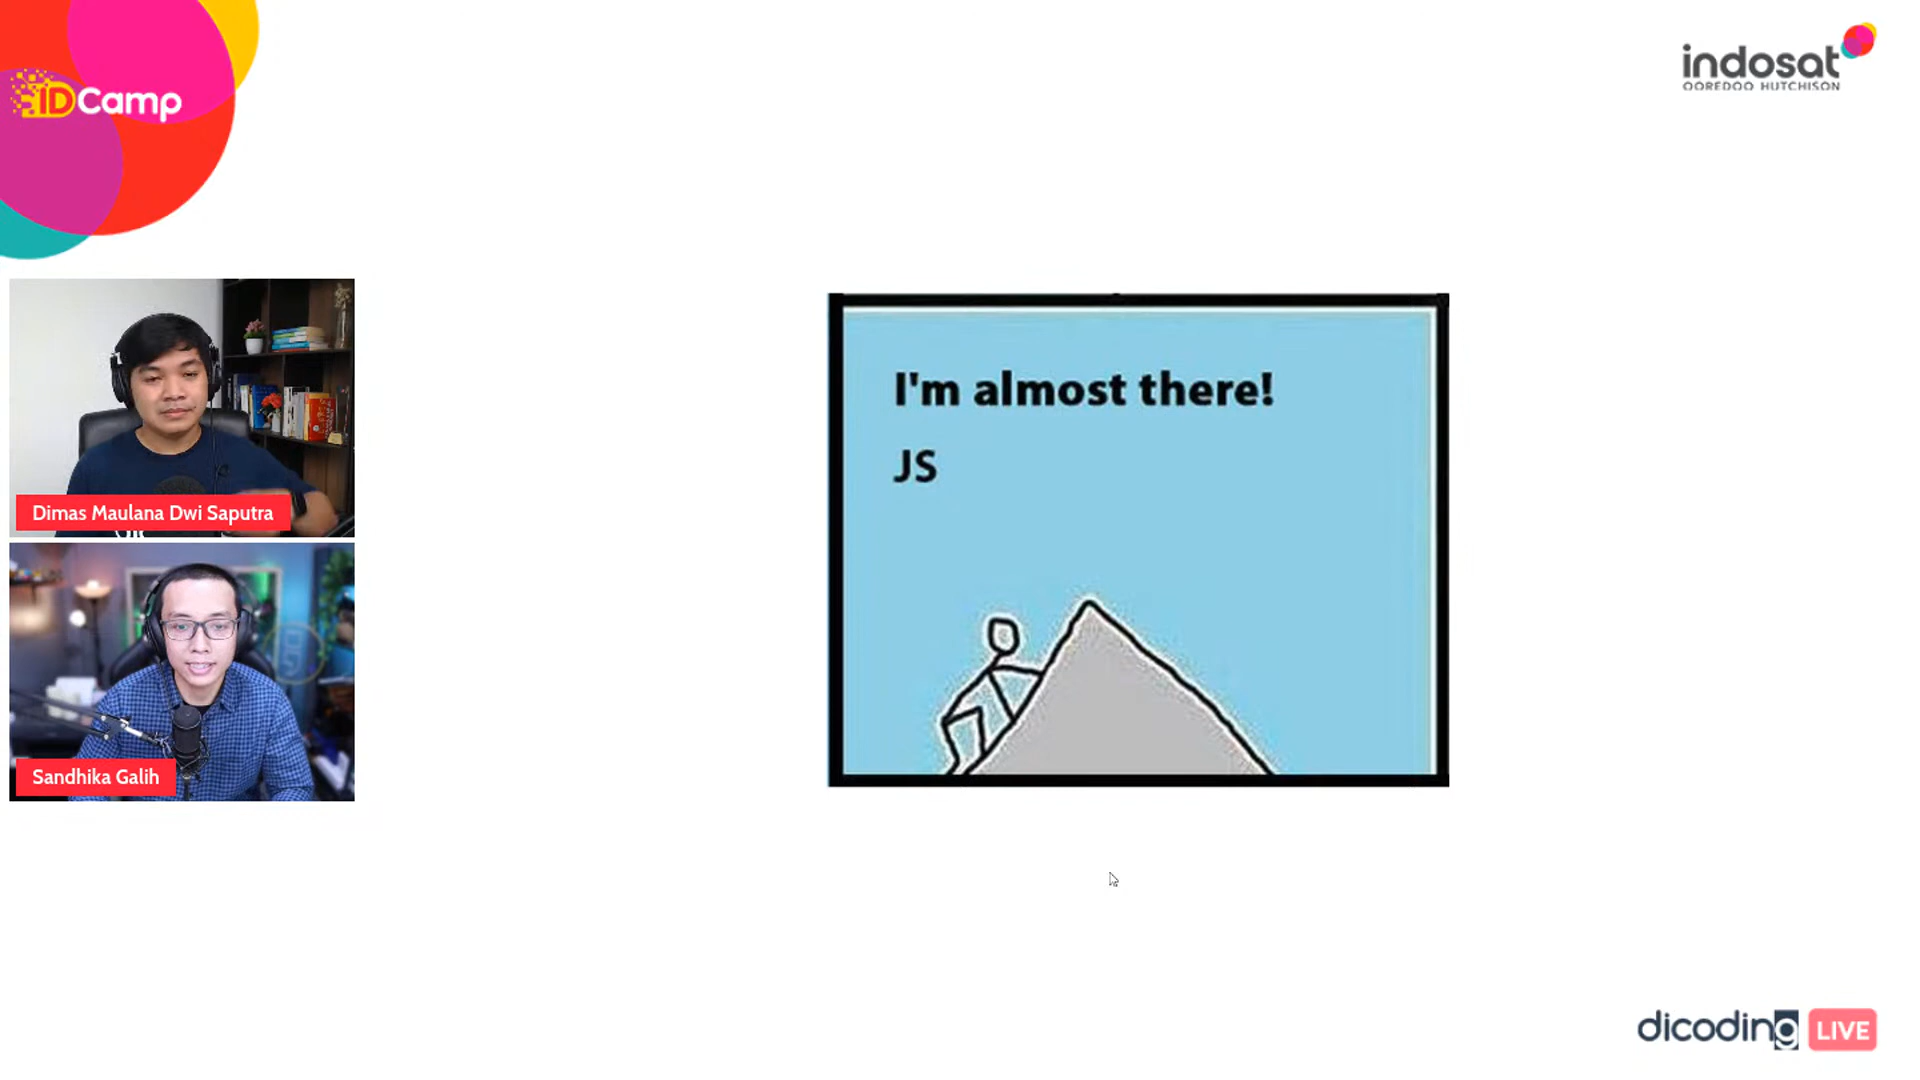 IDCamp
indosat
OOREDOO HUTCHISON
I'm almost there!
JS
Dimas Maulana Dwi Saputra
Sandhika Galih
dicoding LIVE